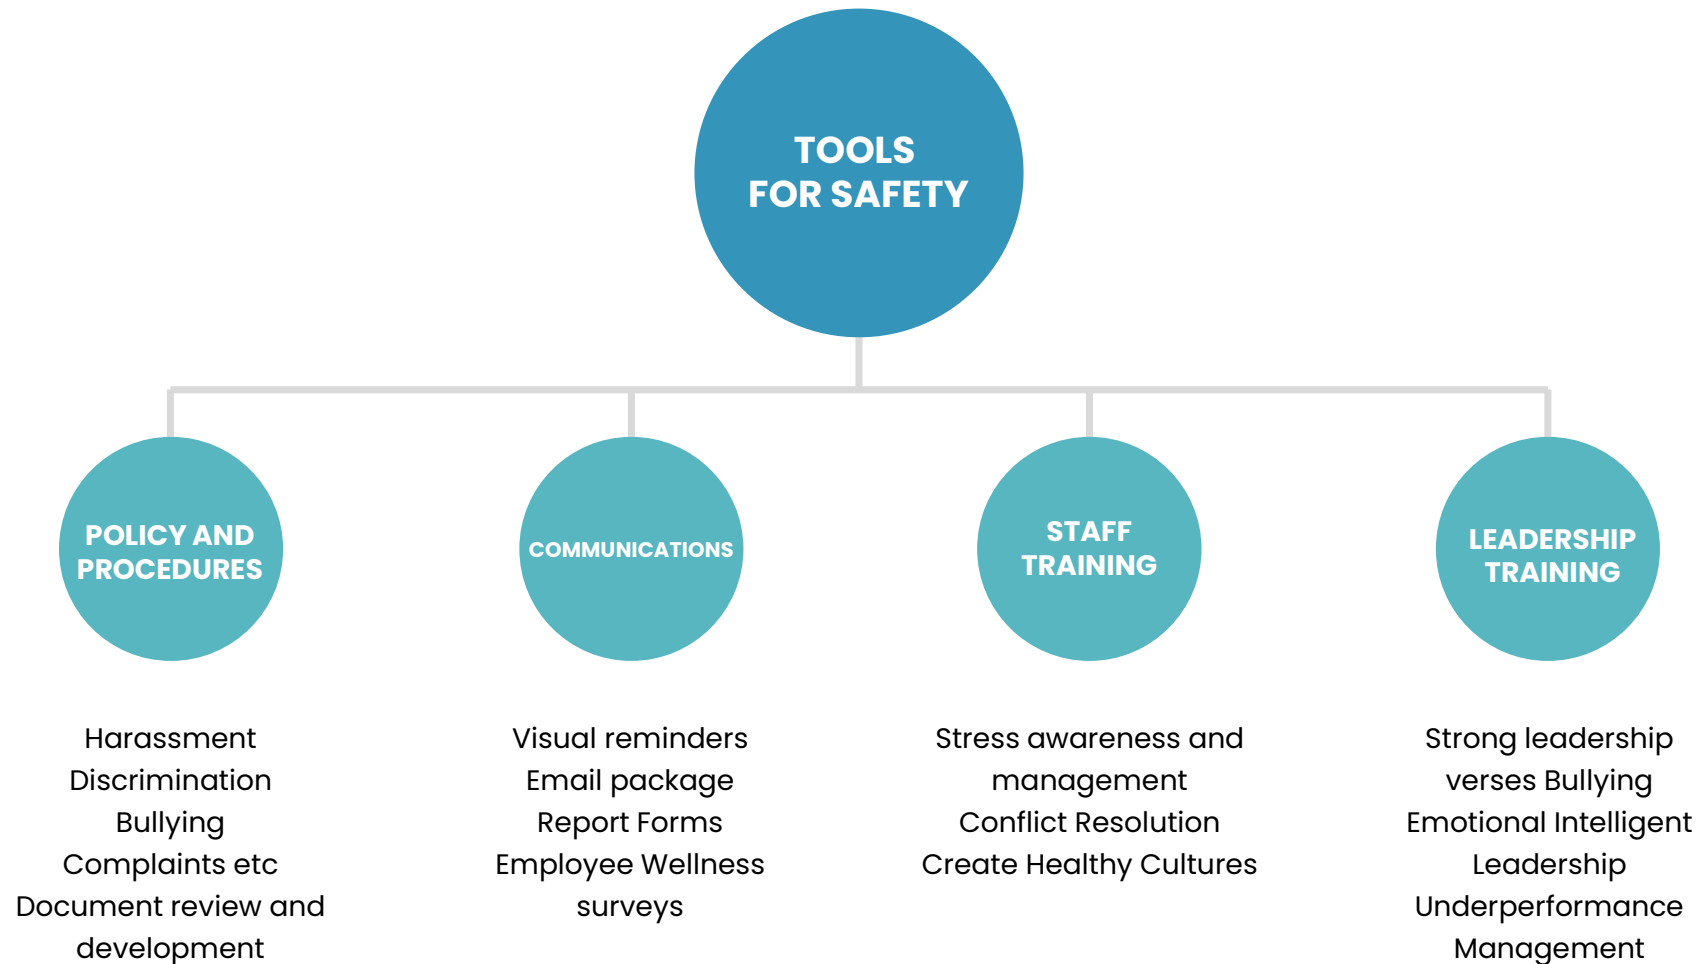 TOOLS
FOR SAFETY
POLICY AND
PROCEDURES
Harassment
Discrimination
Bullying
Complaints etc
Document review and
development
COMMUNICATIONS
Visual reminders
Email package
Report Forms
Employee Wellness
surveys
STAFF
TRAINING
Stress awareness and
management
Conflict Resolution
Create Healthy Cultures
LEADERSHIP
TRAINING
Strong leadership
verses Bullying
Emotional Intelligent
Leadership
Underperformance
Management